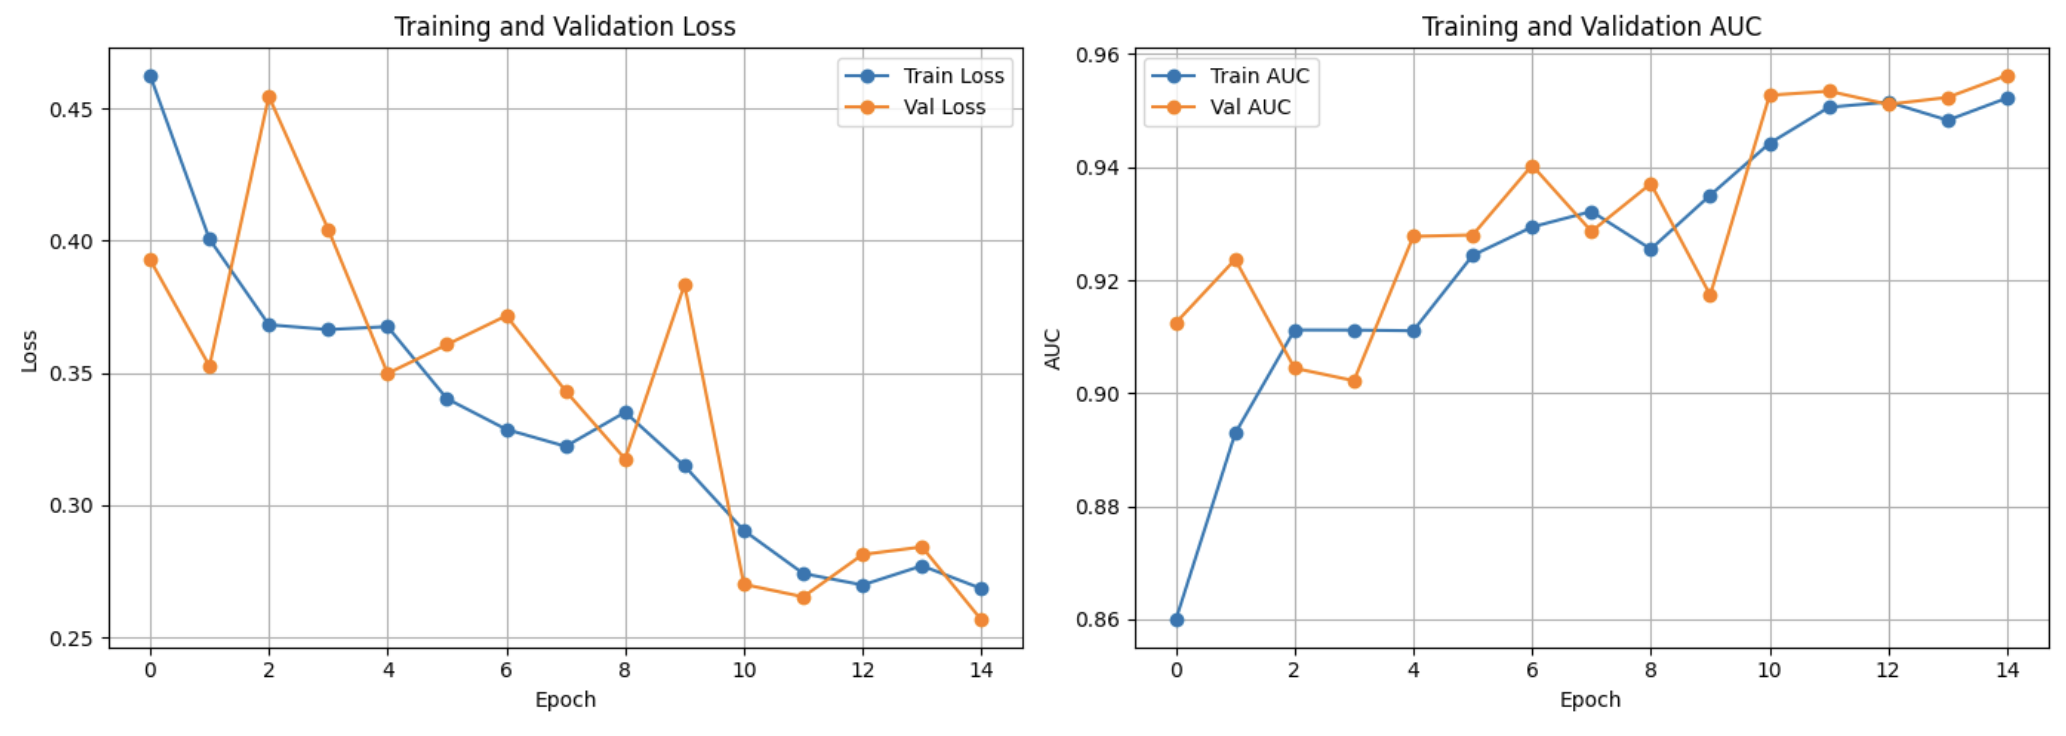 Training and Validation Loss
Train Loss
Val Loss
0.45
0.40
0.35
0.30
0.25
Loss
0 2 4 6 8 10 12 14
Epoch
Training and Validation AUC
Train AUC
Val AUC
0.96
0.94
0.92
0.90
0.88
0.86
AUC
0 2 4 6 8 10 12 14
Epoch